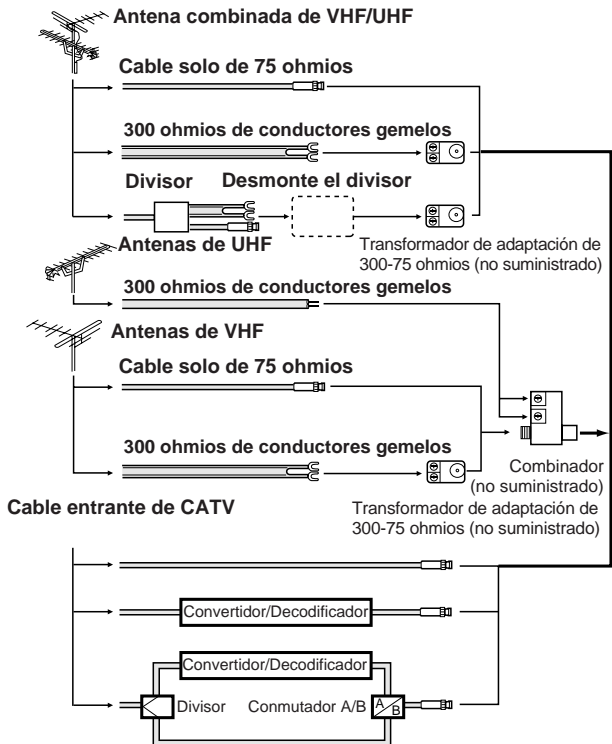 Antena combinada de VHF/UHF
Cable solo de 75 ohmios
300 ohmios de conductores gemelos
Divisor Desmonte el divisor
Antenas de UHF
Transformador de adaptación de
300-75 ohmios (no suministrado)
300 ohmios de conductores gemelos
Antenas de VHF
Cable solo de 75 ohmios
300 ohmios de conductores gemelos
Combinador
(no suministrado)
Cable entrante de CATV
Transformador de adaptación de
300-75 ohmios (no suministrado)
Convertidor/Decodificador
Convertidor/Decodificador
Divisor Conmutador A/B A B